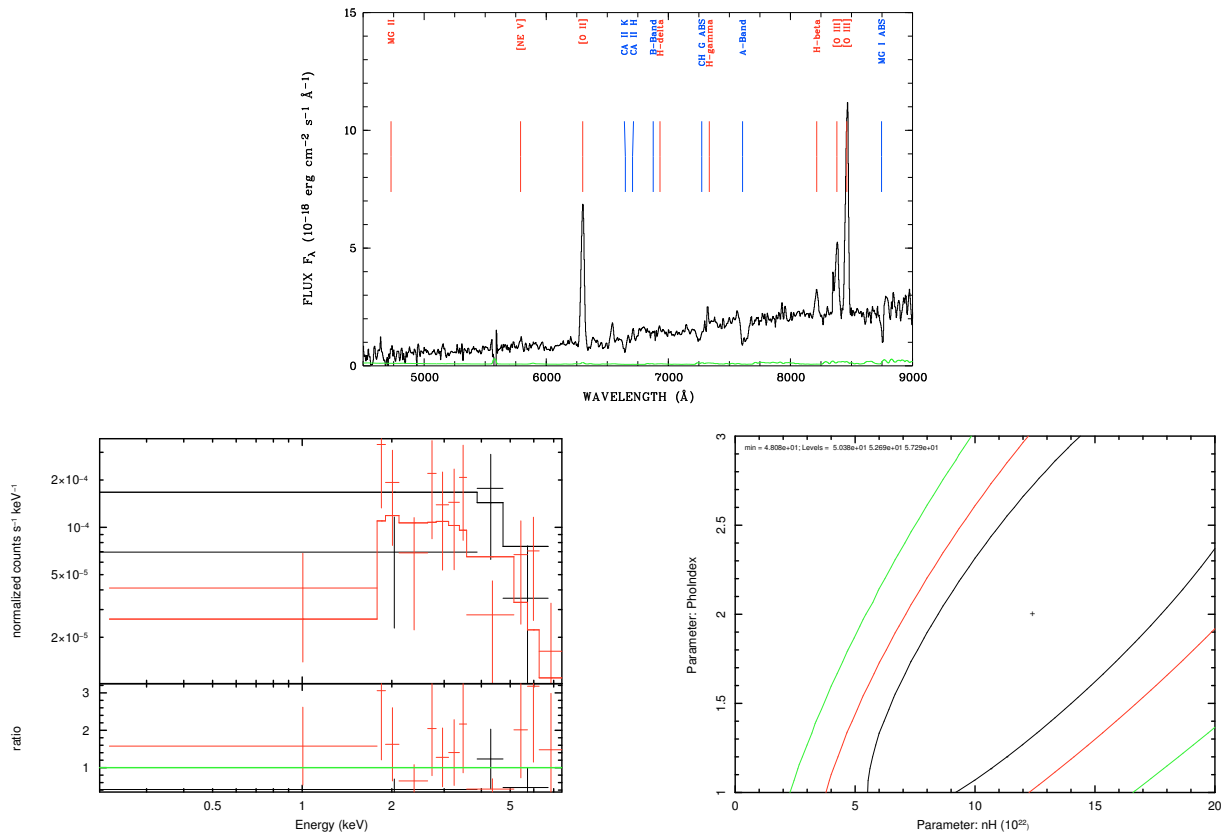 MG II
[NE V]
[O II]
CA II K
CA II H
B-Band
H-delta
CH G ABS
H-gamma
A-Band
H-beta
[O III]
[O III]
MG I ABS
15
10
5
0
FLUX Fλ (10⁻¹⁸ erg cm⁻² s⁻¹ Å⁻¹)
5000 6000 7000 8000 9000
WAVELENGTH (Å)
normalized counts s⁻¹ keV⁻¹
2×10⁻⁴
10⁻⁴
5×10⁻⁵
2×10⁻⁵
ratio
3
2
1
0.5 1 2 5
Energy (keV)
min = 4.808e+01; Levels = 5.038e+01 5.269e+01 5.729e+01
Parameter: PhoIndex
3
2.5
2
1.5
1
0 5 10 15 20
Parameter: nH (10²²)